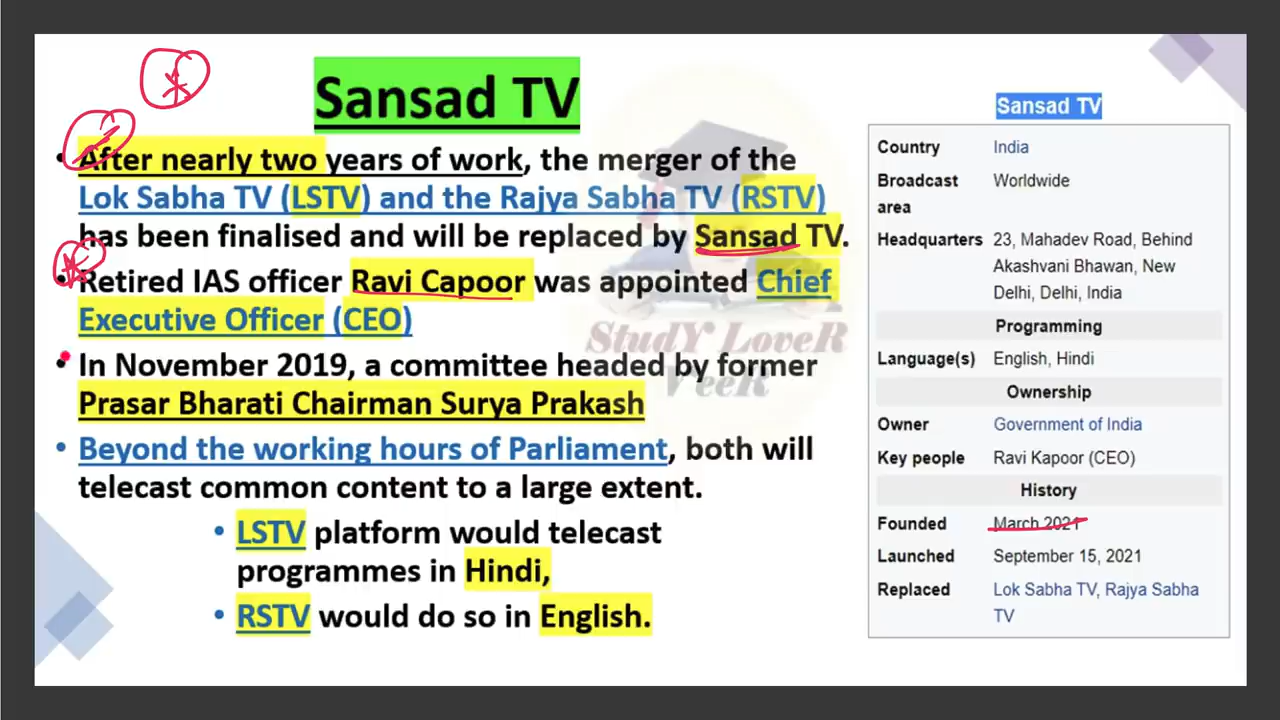 Sansad TV
• After nearly two years of work, the merger of the
Lok Sabha TV (LSTV) and the Rajya Sabha TV (RSTV)
has been finalised and will be replaced by Sansad TV.
• Retired IAS officer Ravi Capoor was appointed Chief
Executive Officer (CEO)
• In November 2019, a committee headed by former
Prasar Bharati Chairman Surya Prakash
• Beyond the working hours of Parliament, both will
telecast common content to a large extent.
• LSTV platform would telecast
programmes in Hindi,
• RSTV would do so in English.
StudY LoveR
VeeR
Sansad TV
Country India
Broadcast Worldwide
area
Headquarters 23, Mahadev Road, Behind
Akashvani Bhawan, New
Delhi, Delhi, India
Programming
Language(s) English, Hindi
Ownership
Owner Government of India
Key people Ravi Kapoor (CEO)
History
Founded March 2021
Launched September 15, 2021
Replaced Lok Sabha TV, Rajya Sabha
TV